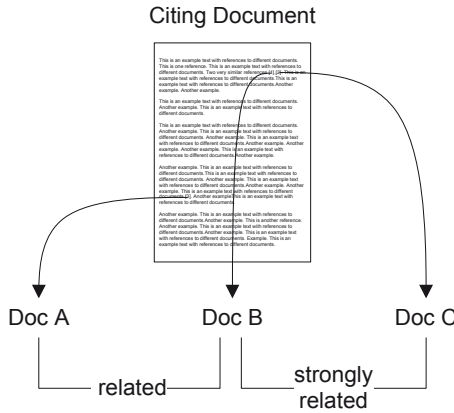 Citing Document
This is an example text with references to different documents.
This is one reference. This is an example text with references to
different documents. Two very similar references [1],[2]. This is an
example text with references to different documents.This is an
example text with references to different documents.Another
example. Another example.
This is an example text with references to different documents.
Another example. This is an example text with references to
different documents.
This is an example text with references to different documents.
Another example. This is an example text with references to
different documents. Another example. This is an example text
with references to different documents.Another example. Another
example. Another example. This is an example text with
references to different documents.Another example.
Another example. This is an example text with references to
different documents.This is an example text with references to
different documents. Another example. This is an example text
with references to different documents.Another example. Another
example. This is an example text with references to different
documents.[3]. Another example.This is an example text with
references to different documents.
Another example. This is an example text with references to
different documents.Another example. This is another reference.
Another example. This is an example text with references to
different documents.Another example. This is an example text
with references to different documents. Example. This is an
example text with references to different documents.
Doc A
Doc B
Doc C
related
strongly
related